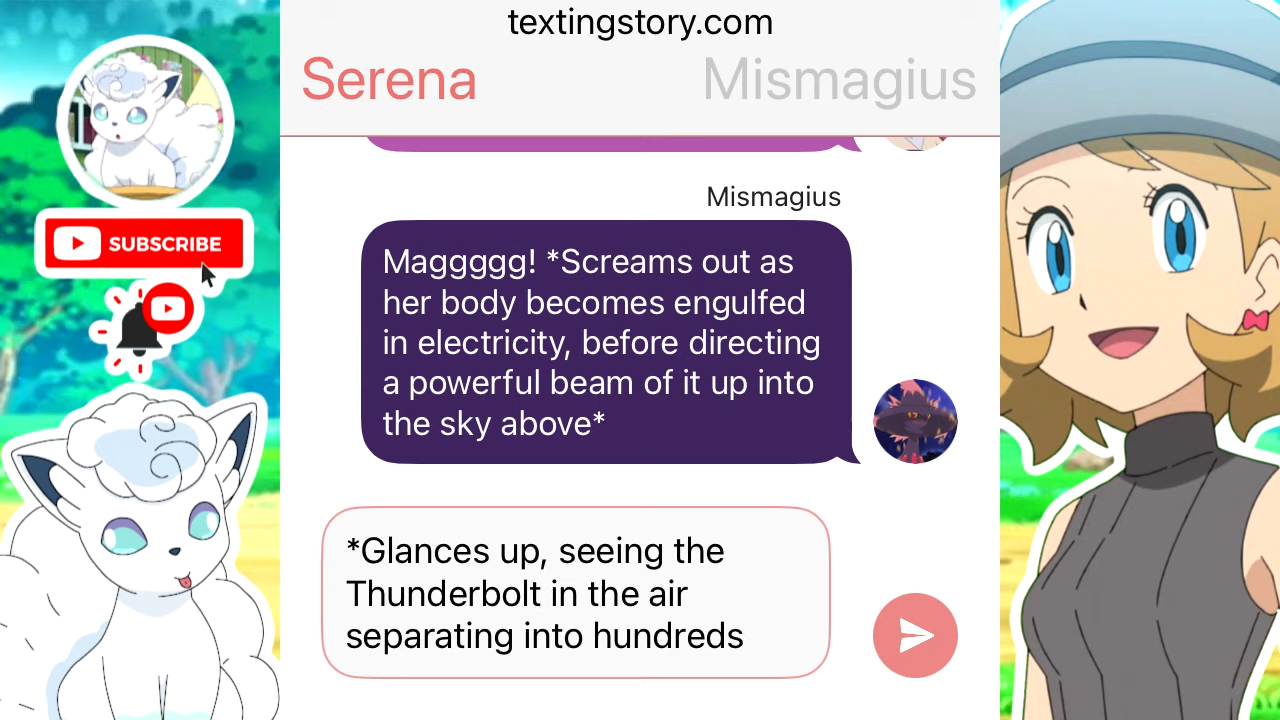 textingstory.com
Serena
Mismagius
Mismagius
Maggggg! *Screams out as
her body becomes engulfed
in electricity, before directing
a powerful beam of it up into
the sky above*
*Glances up, seeing the
Thunderbolt in the air
separating into hundreds
SUBSCRIBE